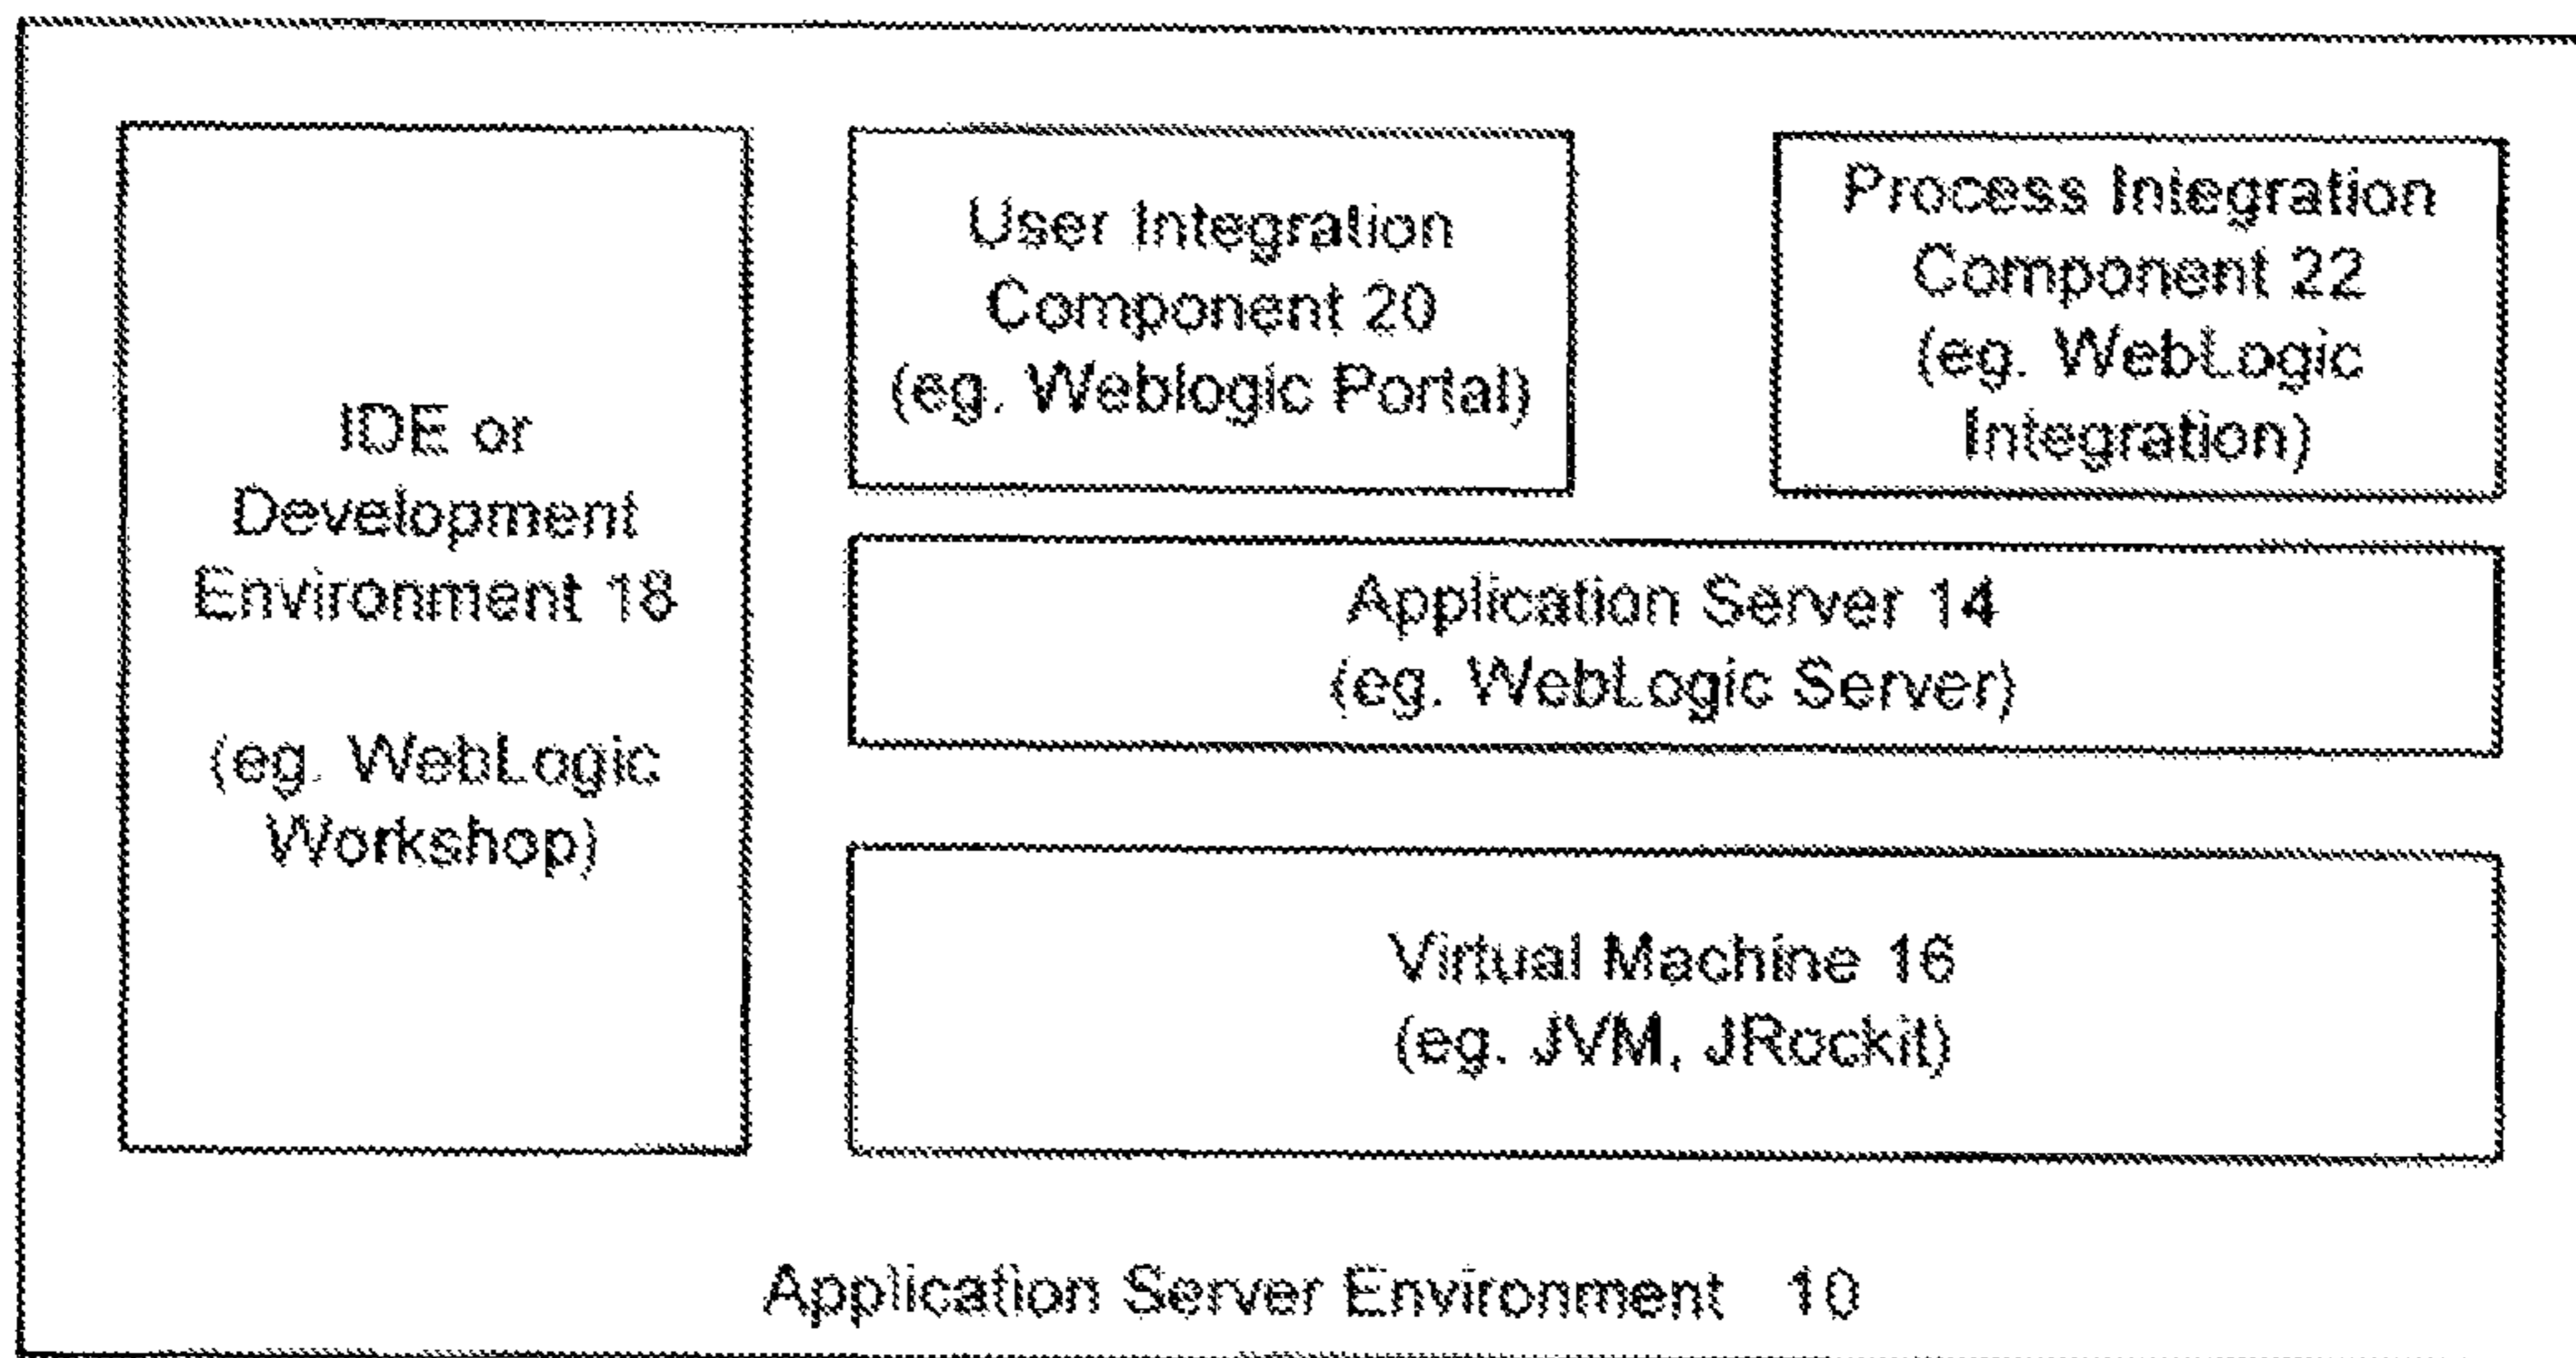 IDE or
Development
Environment 18
(eg. WebLogic
Workshop)
User Integration
Component 20
(eg. Weblogic Portal)
Process Integration
Component 22
(eg. WebLogic
Integration)
Application Server 14
(eg. WebLogic Server)
Virtual Machine 16
(eg. JVM, JRockit)
Application Server Environment 10